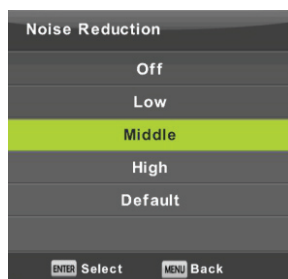 Noise Reduction
Off
Low
Middle
High
Default
ENTER Select MENU Back